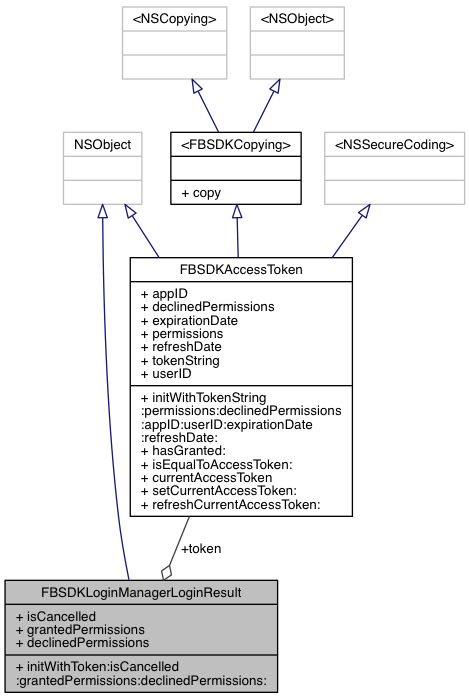 <NSCopying>
<NSObject>
NSObject
<FBSDKCopying>
+ copy
<NSSecureCoding>
FBSDKAccessToken
+ appID
+ declinedPermissions
+ expirationDate
+ permissions
+ refreshDate
+ tokenString
+ userID
+ initWithTokenString
:permissions:declinedPermissions
:appID:userID:expirationDate
:refreshDate:
+ hasGranted:
+ isEqualToAccessToken:
+ currentAccessToken
+ setCurrentAccessToken:
+ refreshCurrentAccessToken:
+token
FBSDKLoginManagerLoginResult
+ isCancelled
+ grantedPermissions
+ declinedPermissions
+ initWithToken:isCancelled
:grantedPermissions:declinedPermissions: